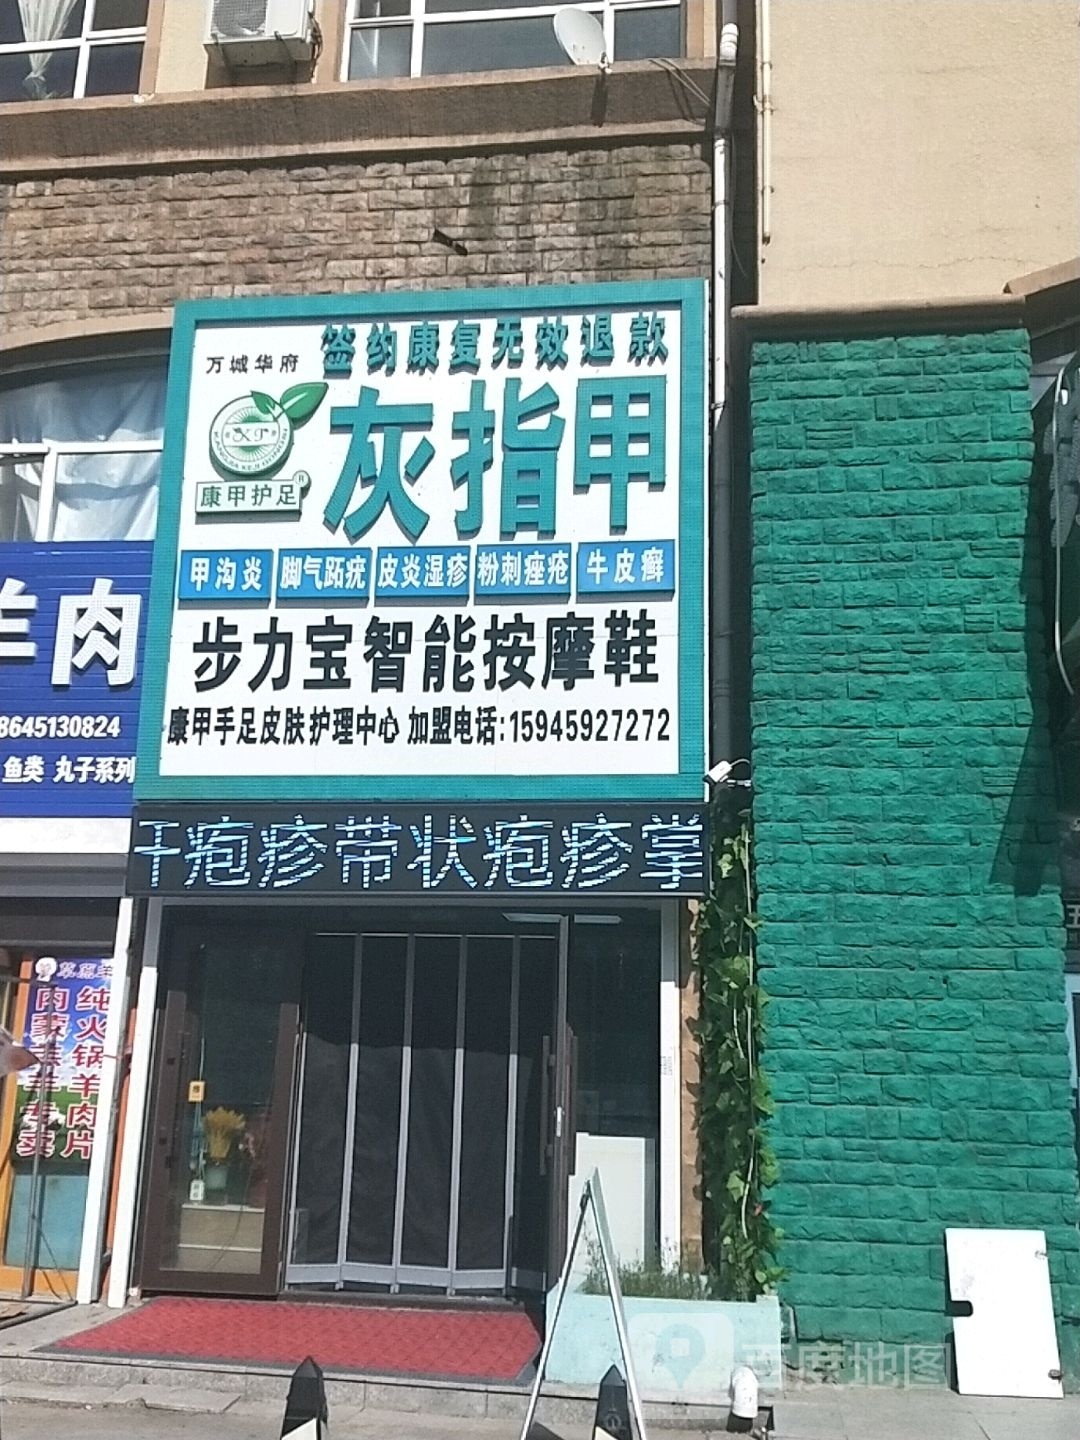 签约康复无效退款
万城华府
灰指甲
康甲护足®
甲沟炎 脚气跖疣 皮炎湿疹 粉刺痤疮 牛皮癣
步力宝智能按摩鞋
康甲手足皮肤护理中心 加盟电话:15945927272
疱疹带状疱疹掌
羊肉
8645130824
鱼类 丸子系列
纯火锅羊肉片
百度地图